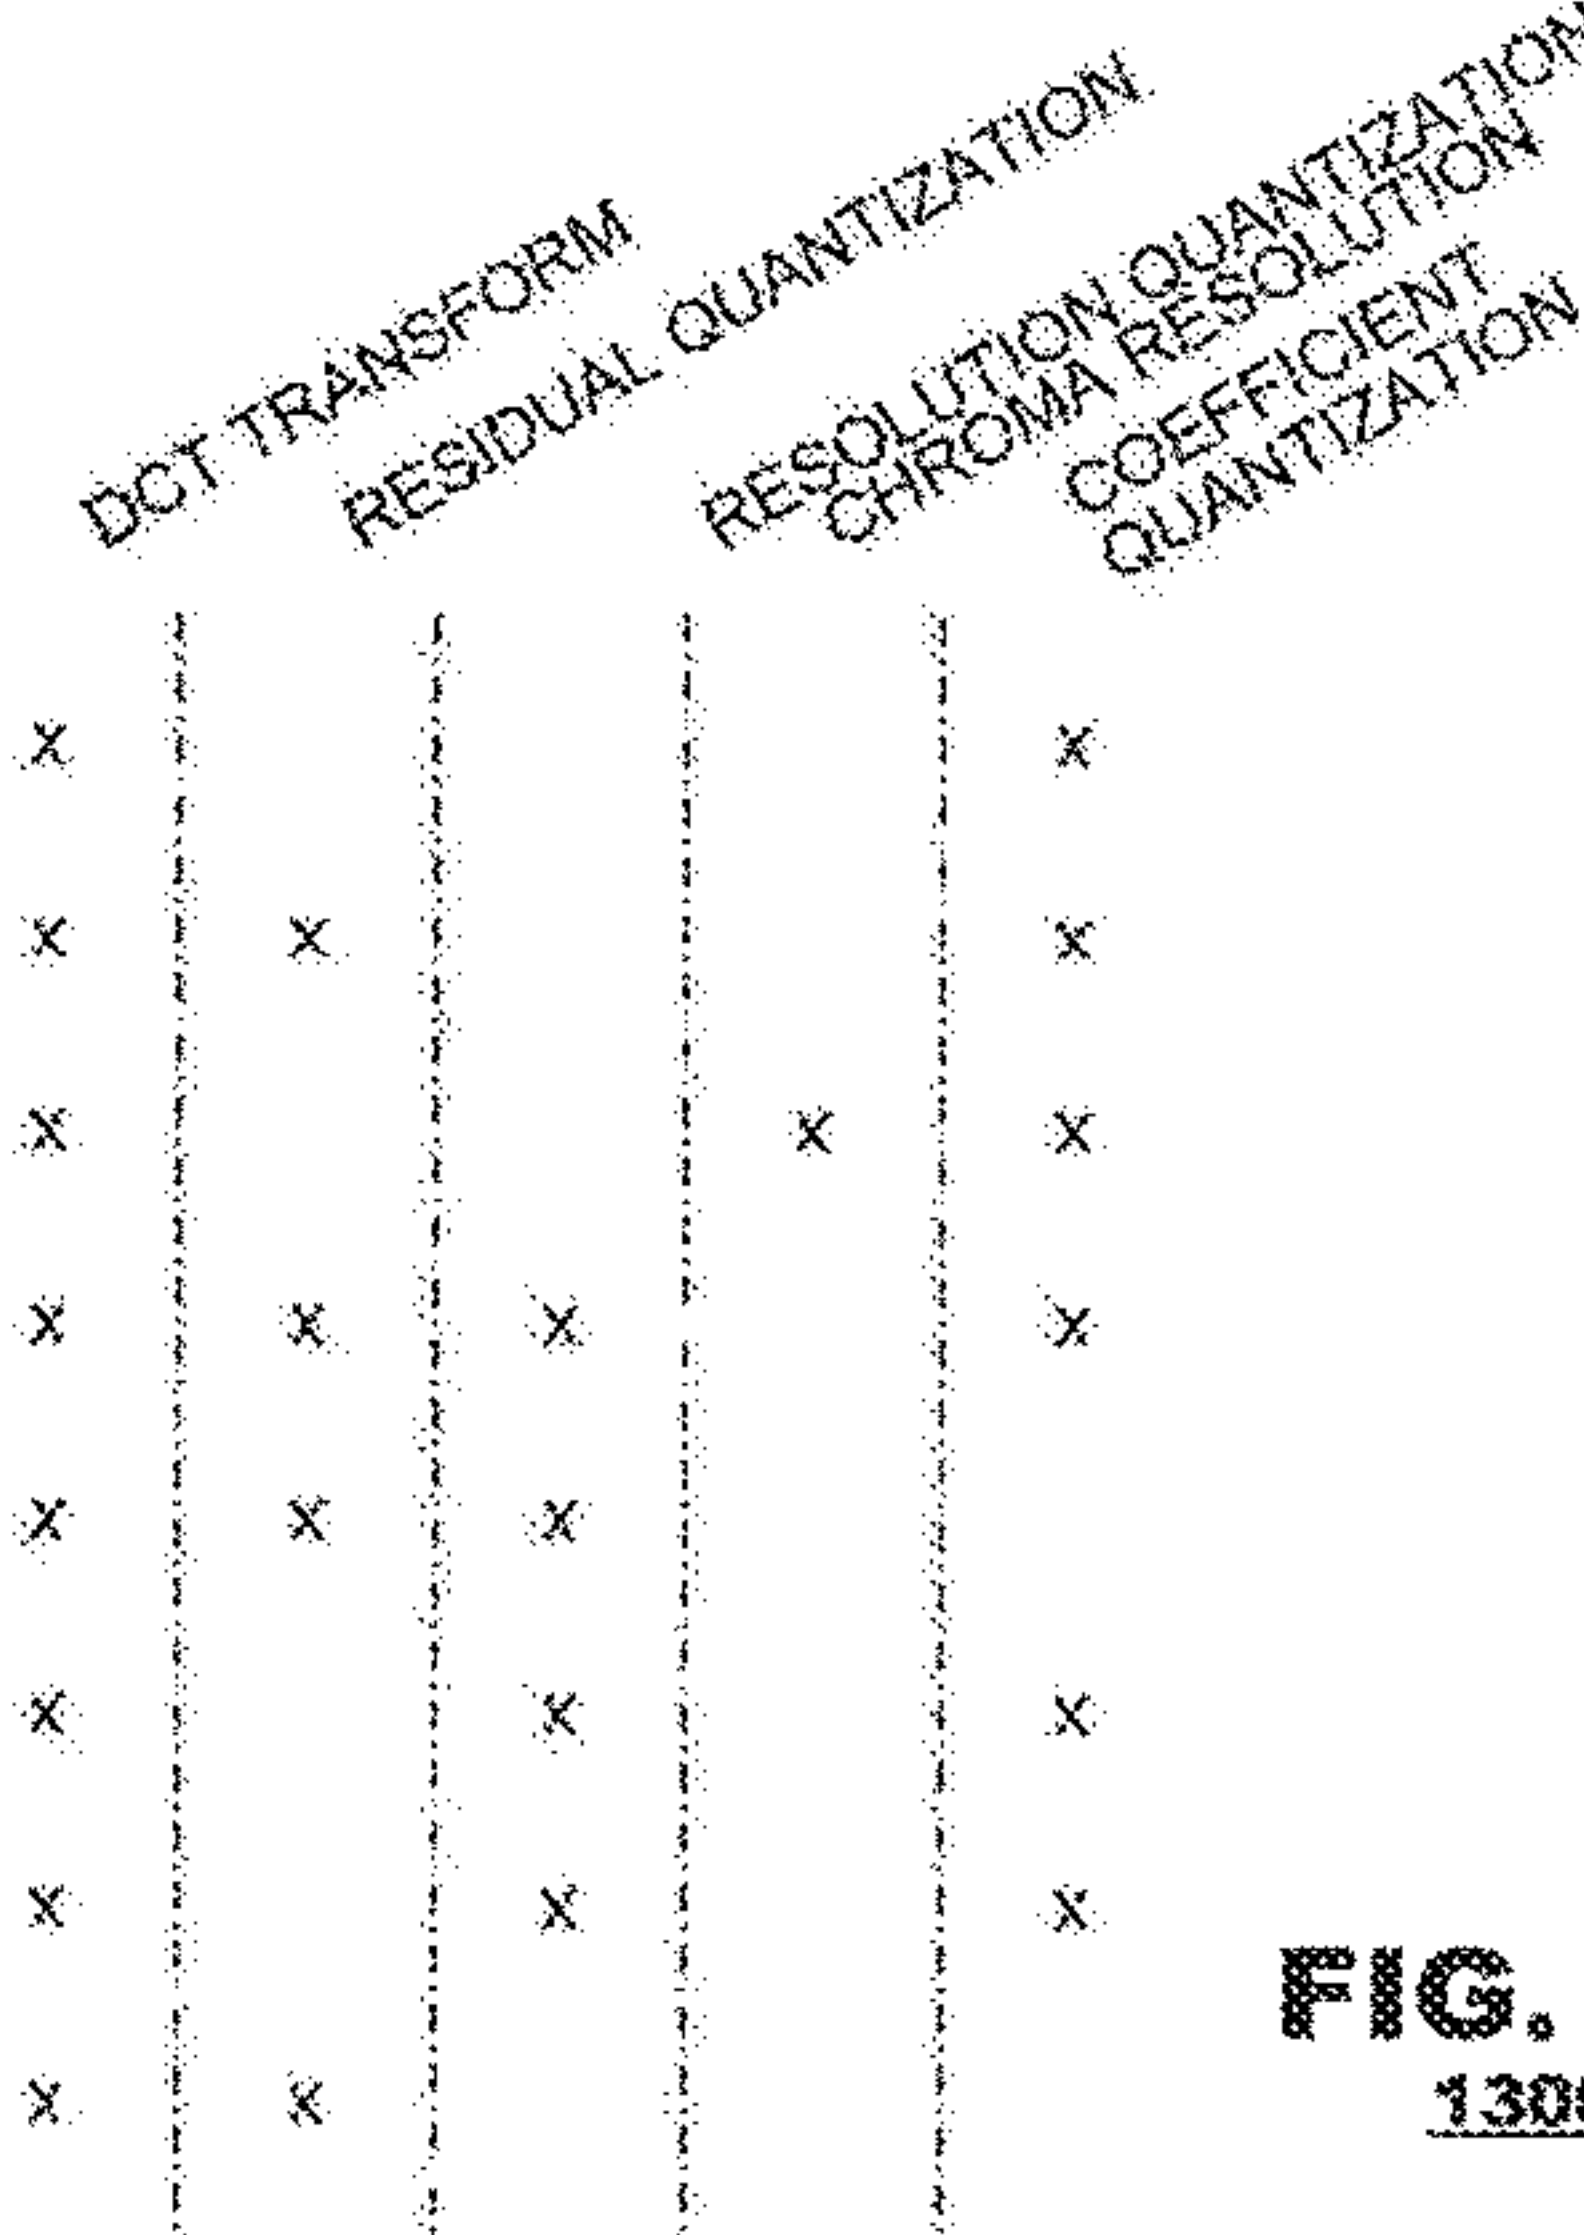 DCT TRANSFORM
RESIDUAL QUANTIZATION
RESOLUTION QUANTIZATION
CHROMA RESOLUTION
COEFFICIENT
QUANTIZATION
X X
X X X
X X X
X X X X
X X X
X X X
X X X
X X
FIG.